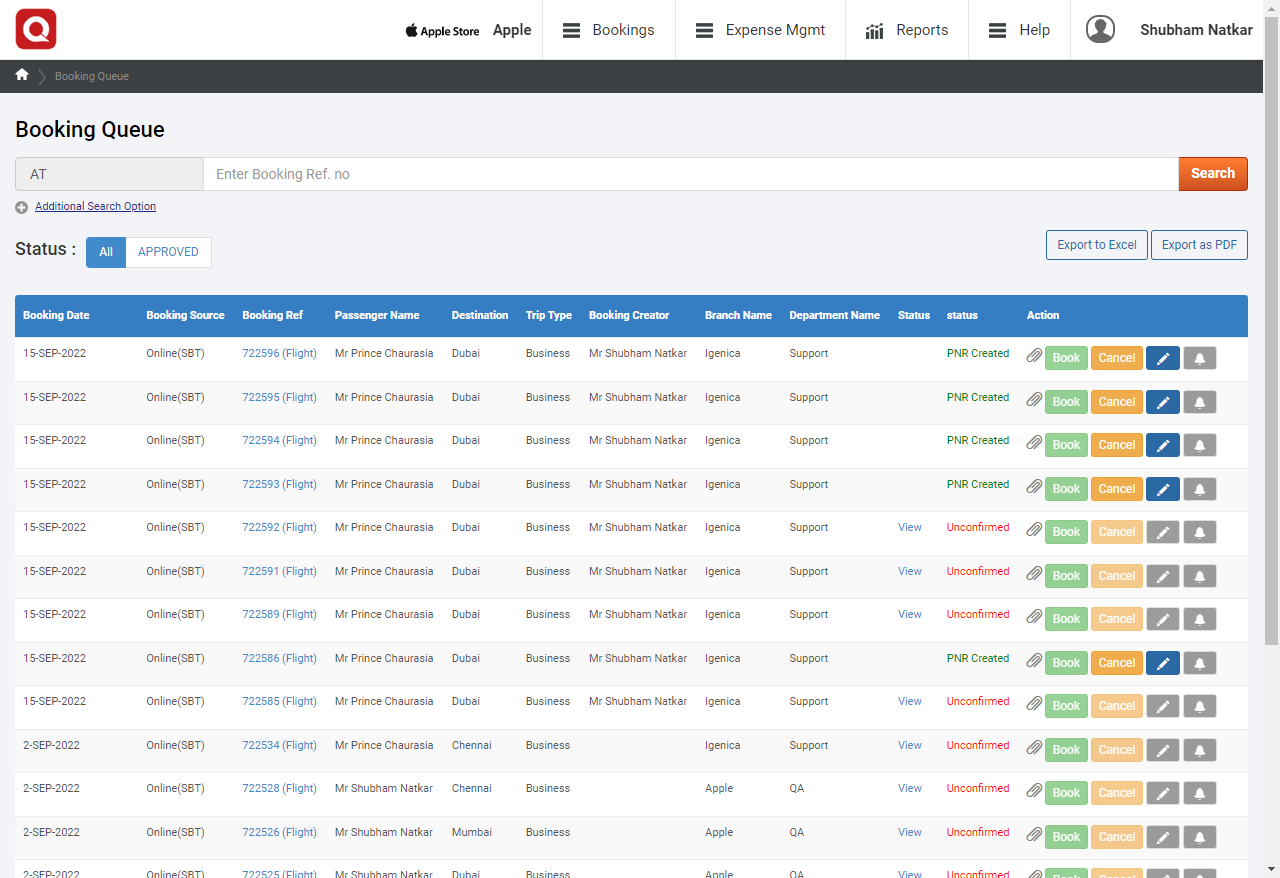 Apple Store Apple Bookings Expense Mgmt Reports Help Shubham Natkar
Booking Queue
Booking Queue
AT Enter Booking Ref. no Search
Additional Search Option
Status : All APPROVED Export to Excel Export as PDF
Booking Date Booking Source Booking Ref Passenger Name Destination Trip Type Booking Creator Branch Name Department Name Status status Action
15-SEP-2022 Online(SBT) 722596 (Flight) Mr Prince Chaurasia Dubai Business Mr Shubham Natkar Igenica Support PNR Created Book Cancel
15-SEP-2022 Online(SBT) 722595 (Flight) Mr Prince Chaurasia Dubai Business Mr Shubham Natkar Igenica Support PNR Created Book Cancel
15-SEP-2022 Online(SBT) 722594 (Flight) Mr Prince Chaurasia Dubai Business Mr Shubham Natkar Igenica Support PNR Created Book Cancel
15-SEP-2022 Online(SBT) 722593 (Flight) Mr Prince Chaurasia Dubai Business Mr Shubham Natkar Igenica Support PNR Created Book Cancel
15-SEP-2022 Online(SBT) 722592 (Flight) Mr Prince Chaurasia Dubai Business Mr Shubham Natkar Igenica Support View Unconfirmed Book Cancel
15-SEP-2022 Online(SBT) 722591 (Flight) Mr Prince Chaurasia Dubai Business Mr Shubham Natkar Igenica Support View Unconfirmed Book Cancel
15-SEP-2022 Online(SBT) 722589 (Flight) Mr Prince Chaurasia Dubai Business Mr Shubham Natkar Igenica Support View Unconfirmed Book Cancel
15-SEP-2022 Online(SBT) 722586 (Flight) Mr Prince Chaurasia Dubai Business Mr Shubham Natkar Igenica Support PNR Created Book Cancel
15-SEP-2022 Online(SBT) 722585 (Flight) Mr Prince Chaurasia Dubai Business Mr Shubham Natkar Igenica Support View Unconfirmed Book Cancel
2-SEP-2022 Online(SBT) 722534 (Flight) Mr Prince Chaurasia Chennai Business Igenica Support View Unconfirmed Book Cancel
2-SEP-2022 Online(SBT) 722528 (Flight) Mr Shubham Natkar Chennai Business Apple QA View Unconfirmed Book Cancel
2-SEP-2022 Online(SBT) 722526 (Flight) Mr Shubham Natkar Mumbai Business Apple QA View Unconfirmed Book Cancel
2-SEP-2022 Online(SBT) 722525 (Flight) Mr Shubham Natkar Dubai Business Apple QA View Unconfirmed Book Cancel